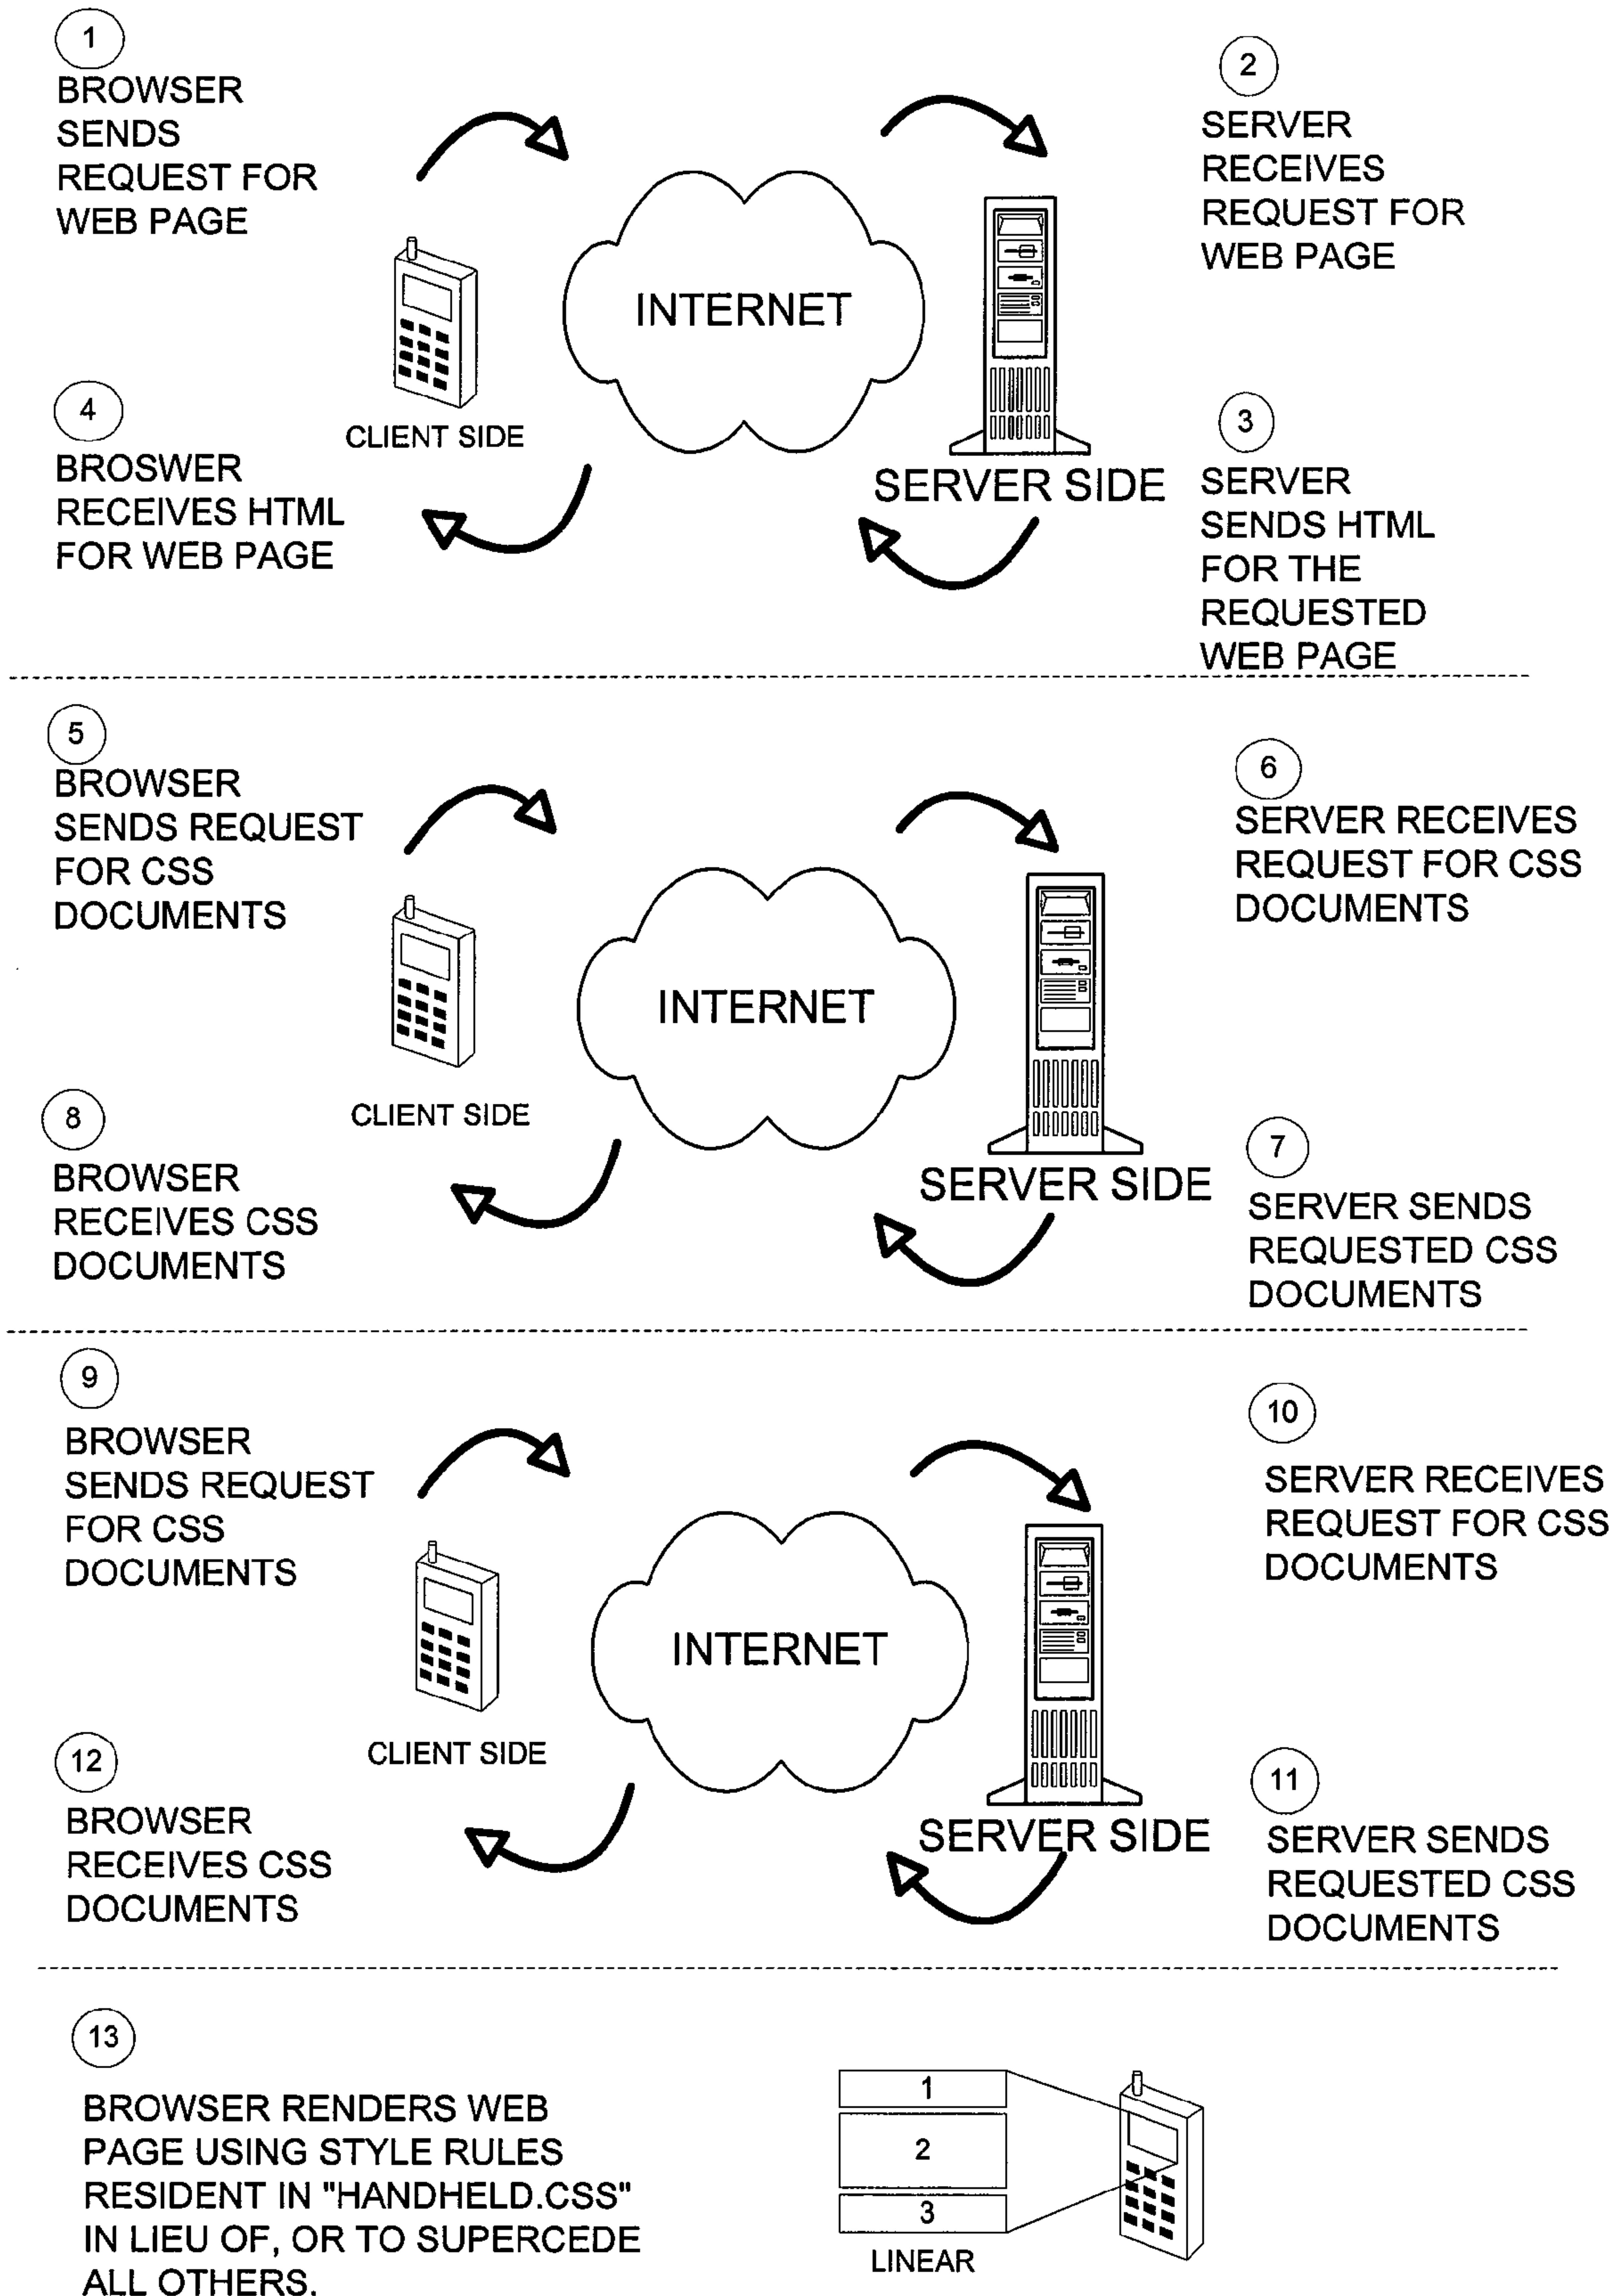 1
BROWSER
SENDS
REQUEST FOR
WEB PAGE
2
SERVER
RECEIVES
REQUEST FOR
WEB PAGE
INTERNET
CLIENT SIDE
SERVER SIDE
3
SERVER
SENDS HTML
FOR THE
REQUESTED
WEB PAGE
4
BROSWER
RECEIVES HTML
FOR WEB PAGE
5
BROWSER
SENDS REQUEST
FOR CSS
DOCUMENTS
6
SERVER RECEIVES
REQUEST FOR CSS
DOCUMENTS
INTERNET
CLIENT SIDE
SERVER SIDE
7
SERVER SENDS
REQUESTED CSS
DOCUMENTS
8
BROWSER
RECEIVES CSS
DOCUMENTS
9
BROWSER
SENDS REQUEST
FOR CSS
DOCUMENTS
10
SERVER RECEIVES
REQUEST FOR CSS
DOCUMENTS
INTERNET
CLIENT SIDE
SERVER SIDE
11
SERVER SENDS
REQUESTED CSS
DOCUMENTS
12
BROWSER
RECEIVES CSS
DOCUMENTS
13
BROWSER RENDERS WEB
PAGE USING STYLE RULES
RESIDENT IN "HANDHELD.CSS"
IN LIEU OF, OR TO SUPERCEDE
ALL OTHERS.
1
2
3
LINEAR